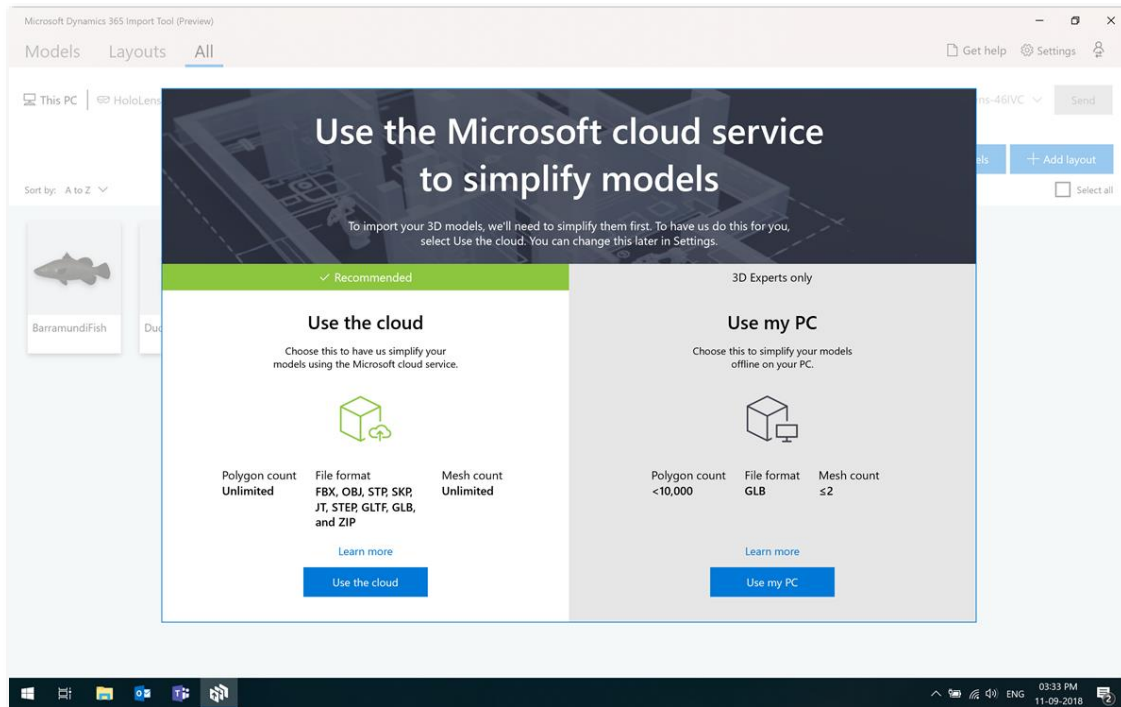 Microsoft Dynamics 365 Import Tool (Preview)
Models Layouts All
Get help Settings
This PC HoloLens
ns-46IVC Send
els + Add layout
Sort by: A to Z
Select all
BarramundiFish
Duc
Use the Microsoft cloud service
to simplify models
To import your 3D models, we'll need to simplify them first. To have us do this for you,
select Use the cloud. You can change this later in Settings.
Recommended
Use the cloud
Choose this to have us simplify your
models using the Microsoft cloud service.
Polygon count
Unlimited
File format
FBX, OBJ, STP, SKP,
JT, STEP, GLTF, GLB,
and ZIP
Mesh count
Unlimited
Learn more
Use the cloud
3D Experts only
Use my PC
Choose this to simplify your models
offline on your PC.
Polygon count
<10,000
File format
GLB
Mesh count
≤2
Learn more
Use my PC
ENG
03:33 PM
11-09-2018
2